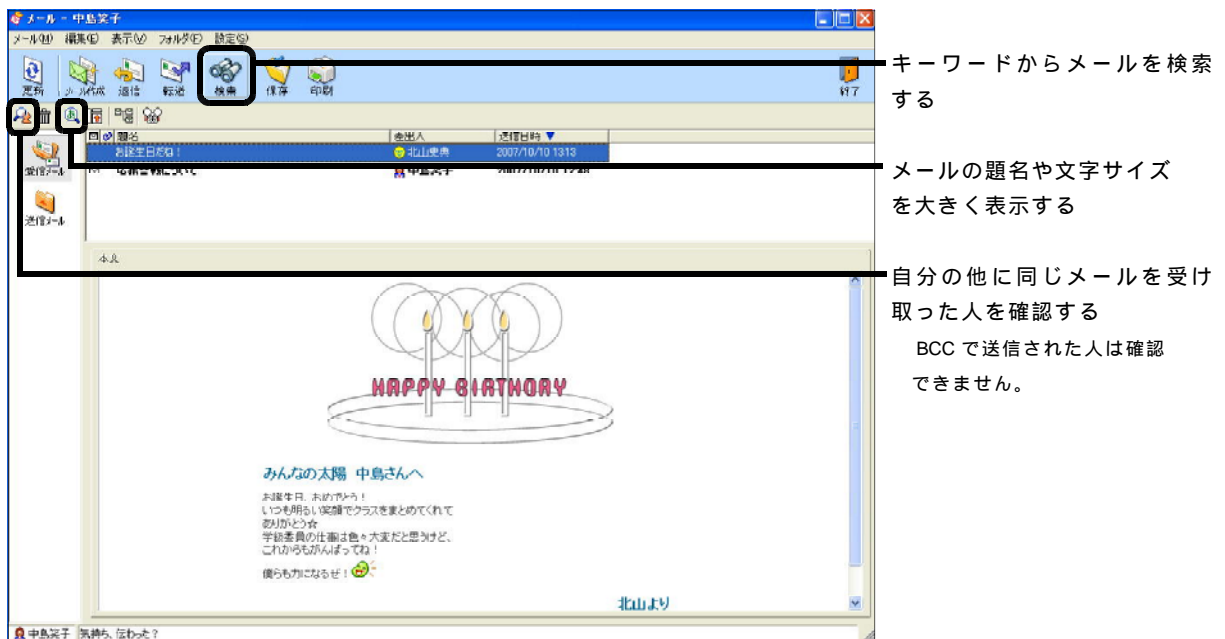 メール - 中島笑子
メール(M) 編集(E) 表示(V) フォルダ(F) 設定(S)
更新 メール作成 返信 転送 検索 保存 印刷 終了
題名 差出人 送信日時 ▼
お誕生日だね! 北山史典 2007/10/10 13:13
中島笑子
受信メール
送信メール
本文
HAPPY BIRTHDAY
みんなの太陽 中島さんへ
お誕生日、おめでとう!
いつも明るい笑顔でクラスをまとめてくれて
ありがとう☆
学級委員の仕事は色々大変だと思うけど、
これからもがんばってね!
僕らも力になるぜ!
北山より
中島笑子 気持ち、伝わった?
キーワードからメールを検索
する
メールの題名や文字サイズ
を大きく表示する
自分の他に同じメールを受け
取った人を確認する
BCC で送信された人は確認
できません。